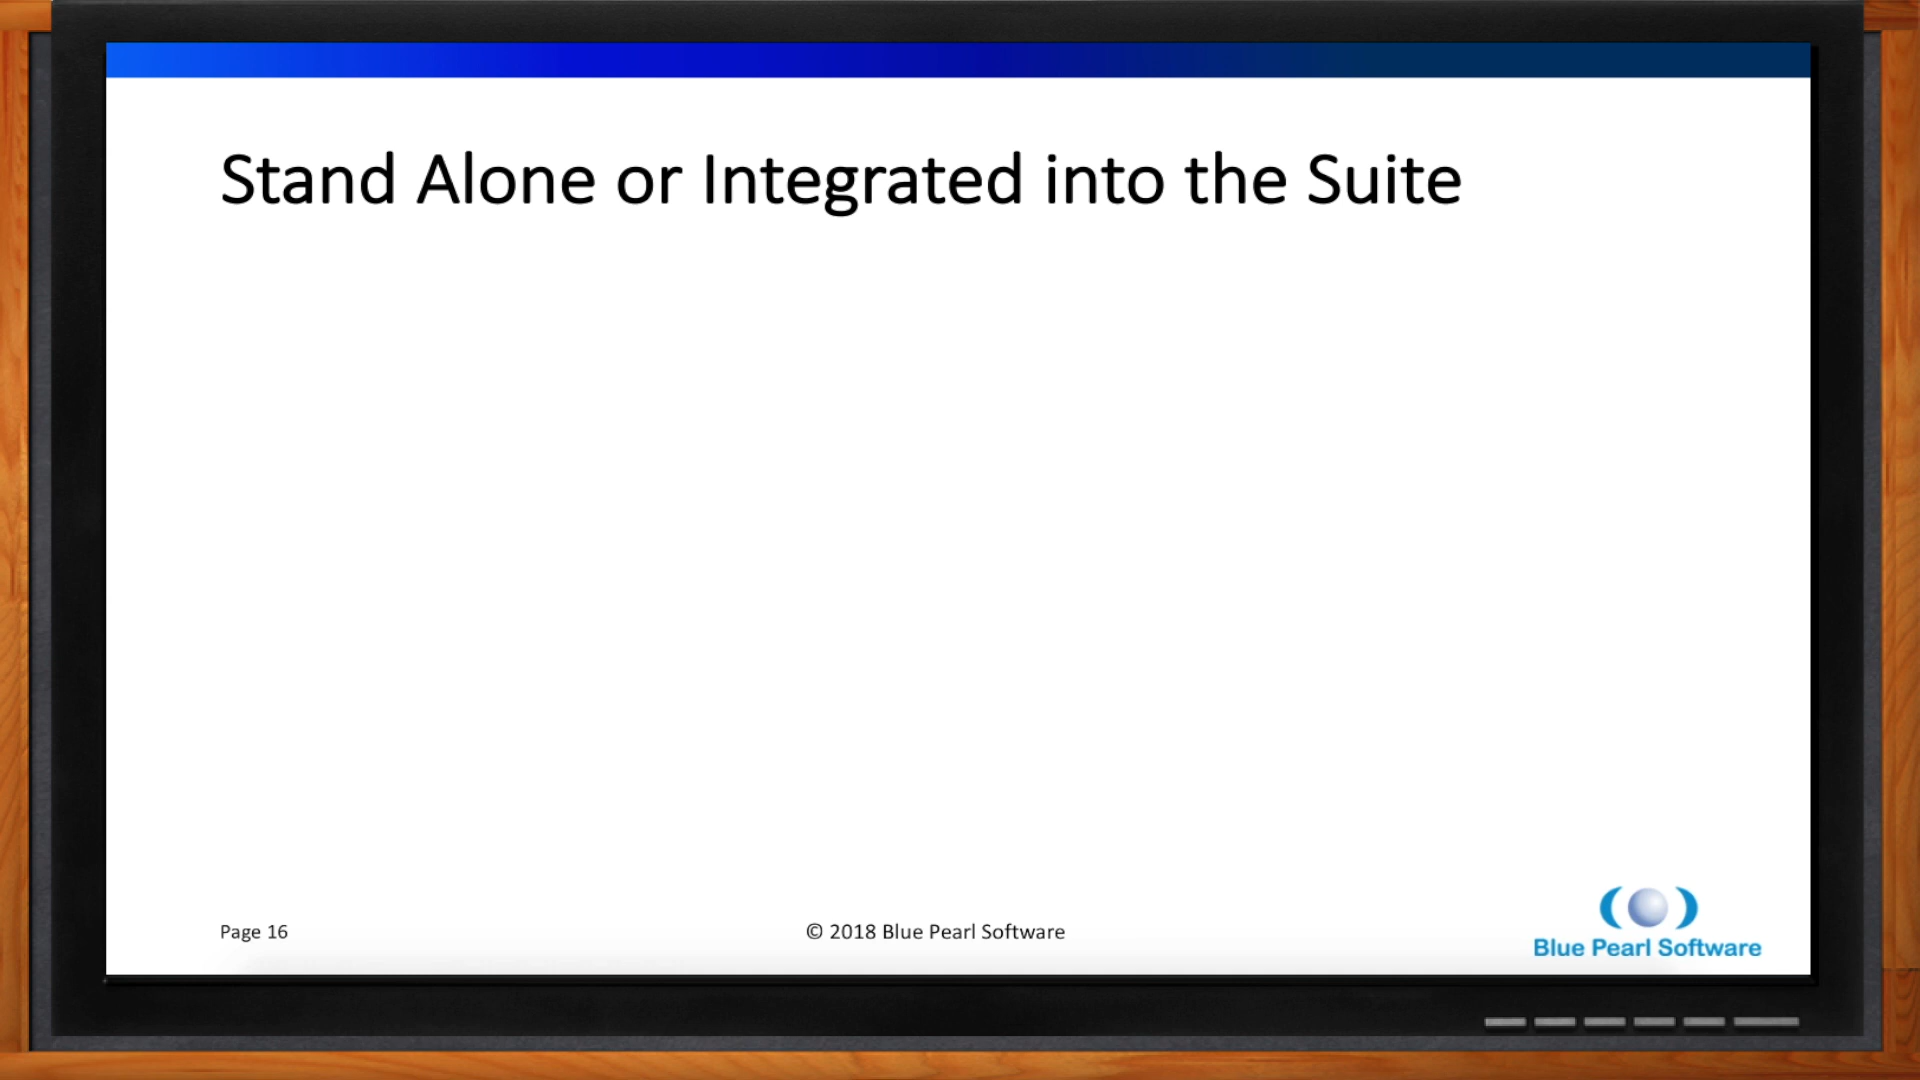 Stand Alone or Integrated into the Suite
Page 16
© 2018 Blue Pearl Software
Blue Pearl Software